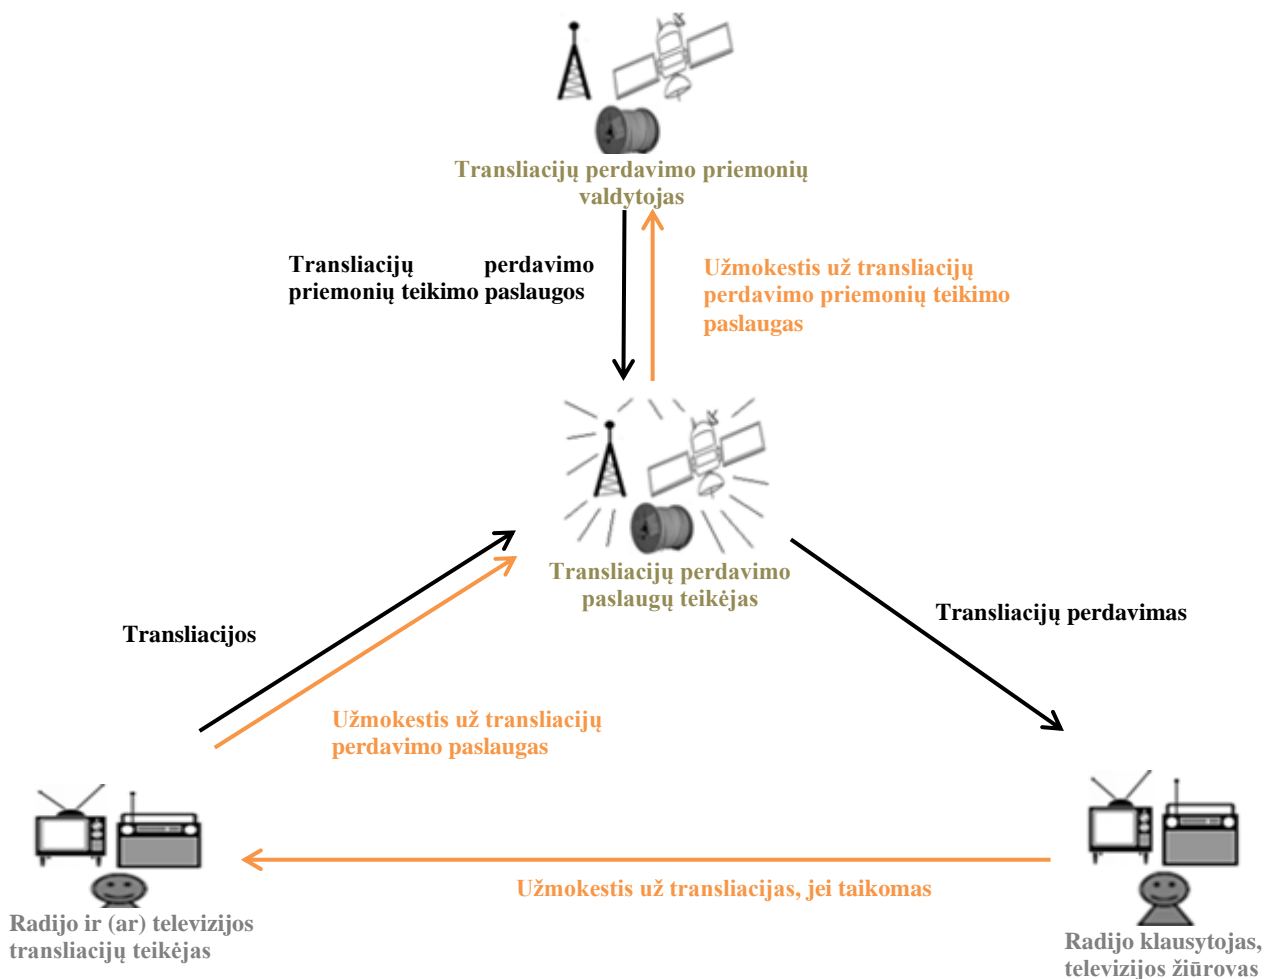 Transliacijų perdavimo priemonių
valdytojas
Transliacijų perdavimo
priemonių teikimo paslaugos
Užmokestis už transliacijų
perdavimo priemonių teikimo
paslaugas
Transliacijų perdavimo
paslaugų teikėjas
Transliacijos
Transliacijų perdavimas
Užmokestis už transliacijų
perdavimo paslaugas
Užmokestis už transliacijas, jei taikomas
Radijo ir (ar) televizijos
transliacijų teikėjas
Radijo klausytojas,
televizijos žiūrovas